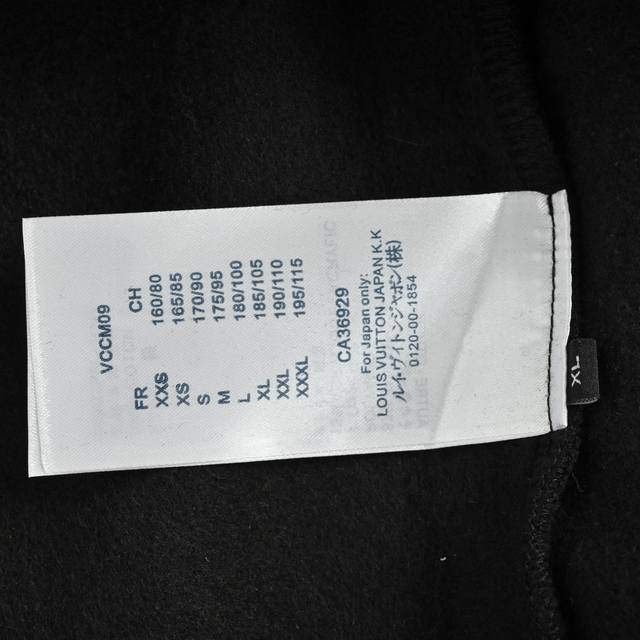 VCCM09
FR CH
XXS 160/80
XS 165/85
S 170/90
M 175/95
L 180/100
XL 185/105
XXL 190/110
XXXL 195/115
CA36929
For Japan only:
LOUIS VUITTON JAPAN K.K
ルイ・ヴィトンジャパン(株)
0120-00-1854
XL